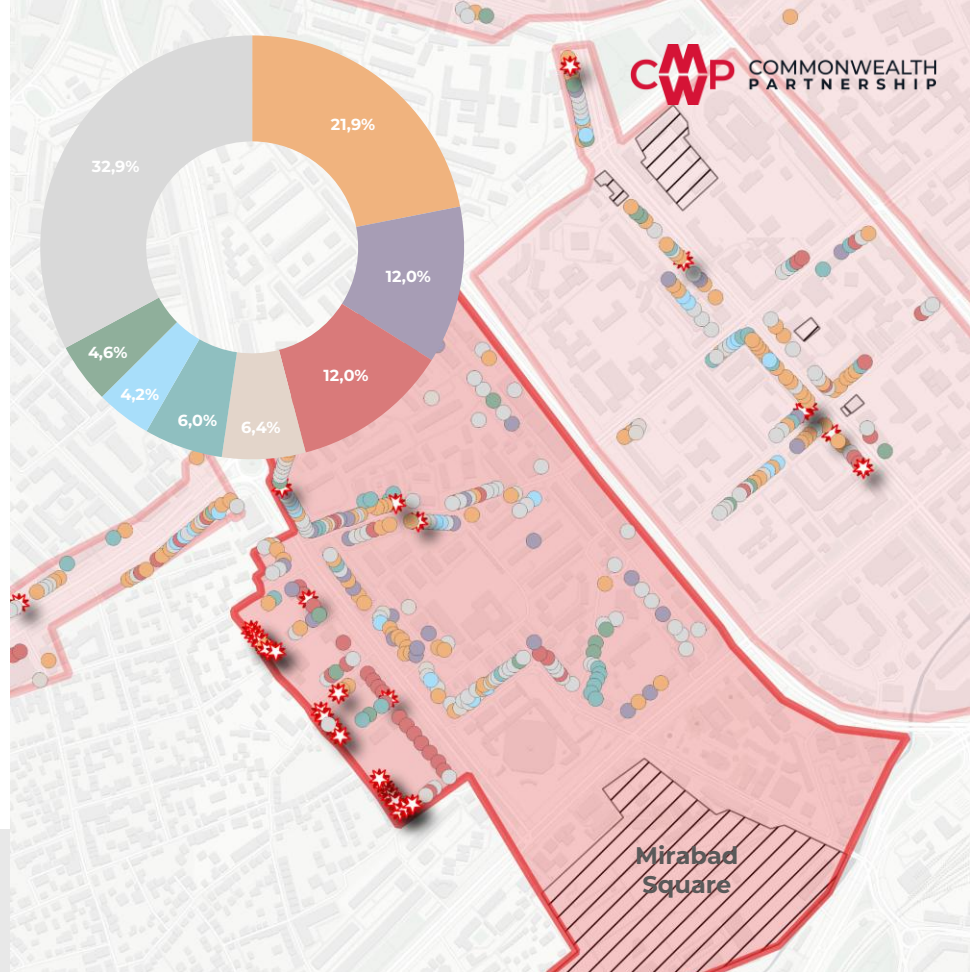 CMWP COMMONWEALTH
PARTNERSHIP
21,9%
32,9%
12,0%
4,6%
12,0%
4,2%
6,0%
6,4%
Mirabad
Square